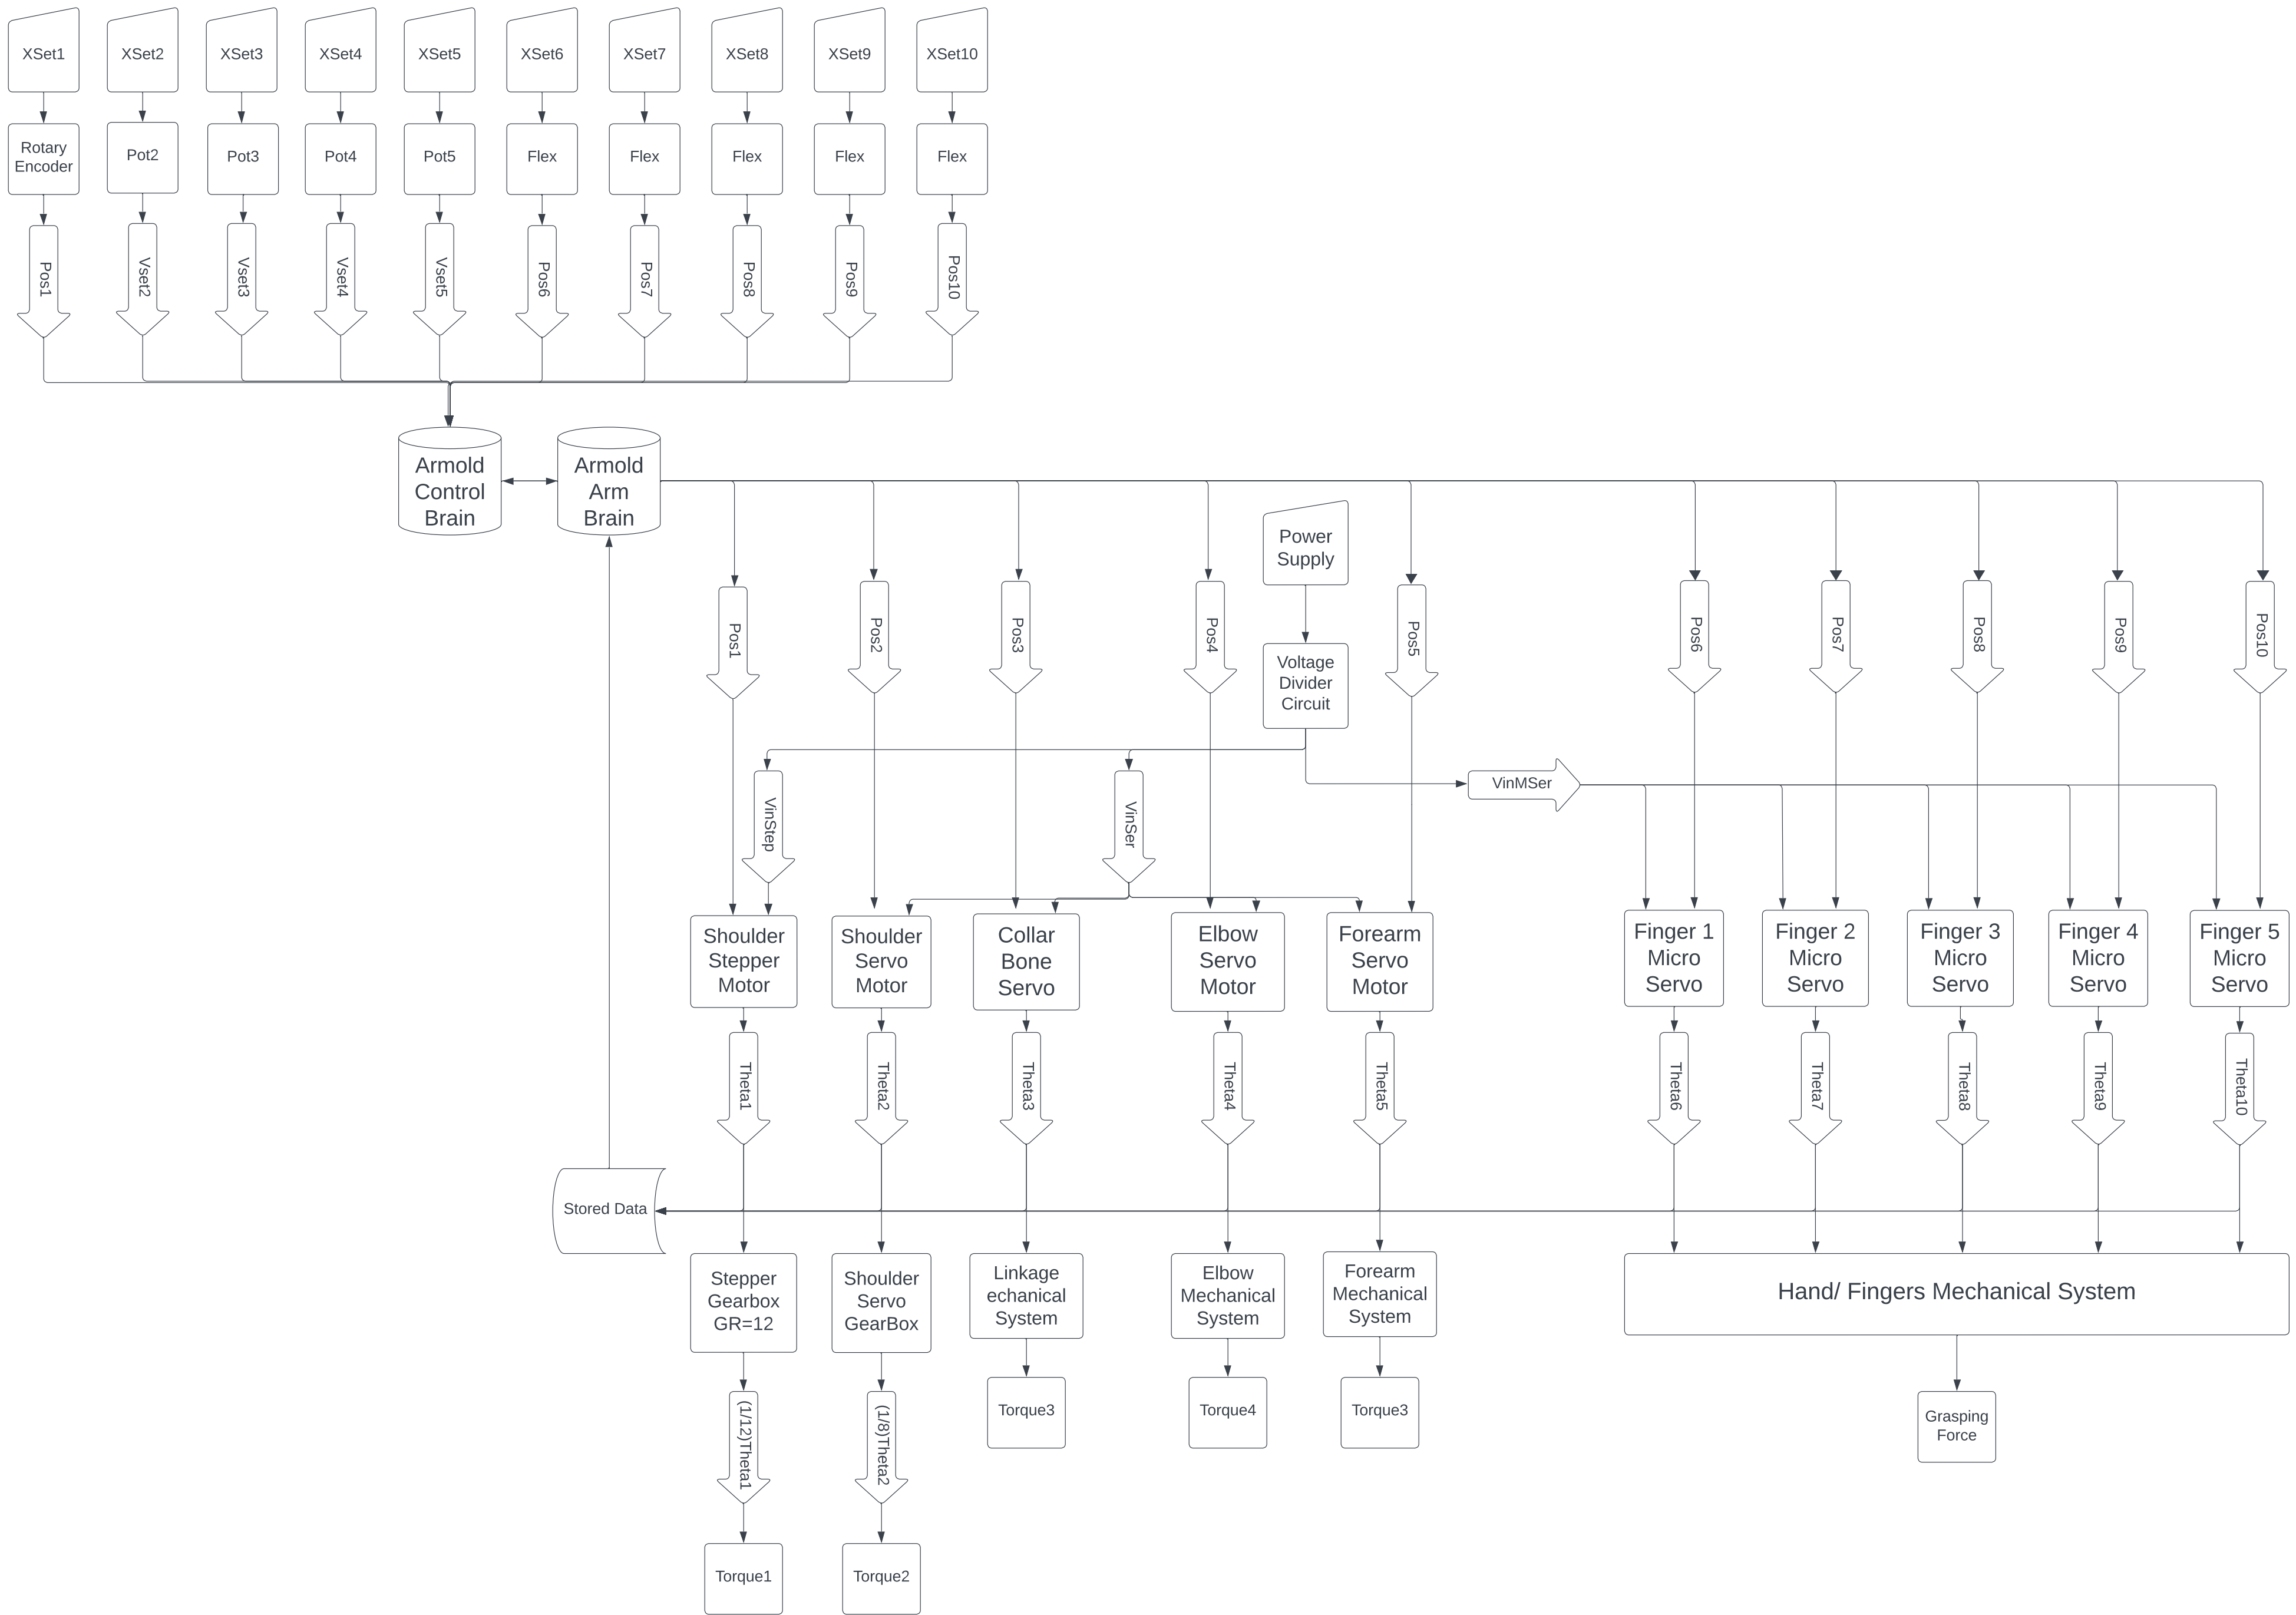 XSet1
XSet2
XSet3
XSet4
XSet5
XSet6
XSet7
XSet8
XSet9
XSet10
Rotary
Encoder
Pot2
Pot3
Pot4
Pot5
Flex
Flex
Flex
Flex
Flex
Pos1
Vset2
Vset3
Vset4
Vset5
Pos6
Pos7
Pos8
Pos9
Pos10
Armold
Control
Brain
Armold
Arm
Brain
Power
Supply
Pos1
Pos2
Pos3
Pos4
Voltage
Divider
Circuit
Pos5
Pos6
Pos7
Pos8
Pos9
Pos10
VinStep
VinSer
VinMSer
Shoulder
Stepper
Motor
Shoulder
Servo
Motor
Collar
Bone
Servo
Elbow
Servo
Motor
Forearm
Servo
Motor
Finger 1
Micro
Servo
Finger 2
Micro
Servo
Finger 3
Micro
Servo
Finger 4
Micro
Servo
Finger 5
Micro
Servo
Theta1
Theta2
Theta3
Theta4
Theta5
Theta6
Theta7
Theta8
Theta9
Theta10
Stored Data
Stepper
Gearbox
GR=12
Shoulder
Servo
GearBox
Linkage
echanical
System
Elbow
Mechanical
System
Forearm
Mechanical
System
Hand/ Fingers Mechanical System
(1/12)Theta1
(1/8)Theta2
Torque3
Torque4
Torque3
Grasping
Force
Torque1
Torque2